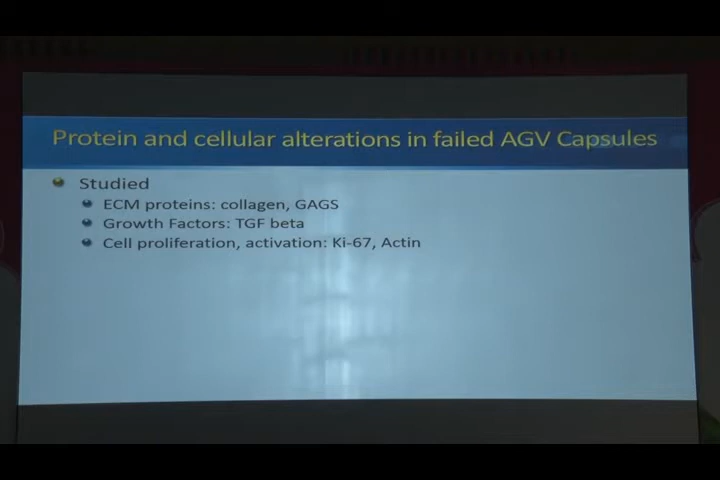 Protein and cellular alterations in failed AGV Capsules
Studied
ECM proteins: collagen, GAGS
Growth Factors: TGF beta
Cell proliferation, activation: Ki-67, Actin